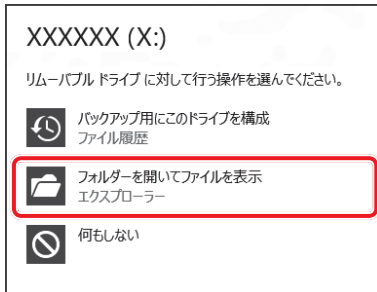 XXXXXX (X:)
リムーバブル ドライブ に対して行う操作を選んでください。
バックアップ用にこのドライブを構成
ファイル履歴
フォルダーを開いてファイルを表示
エクスプローラー
何もしない